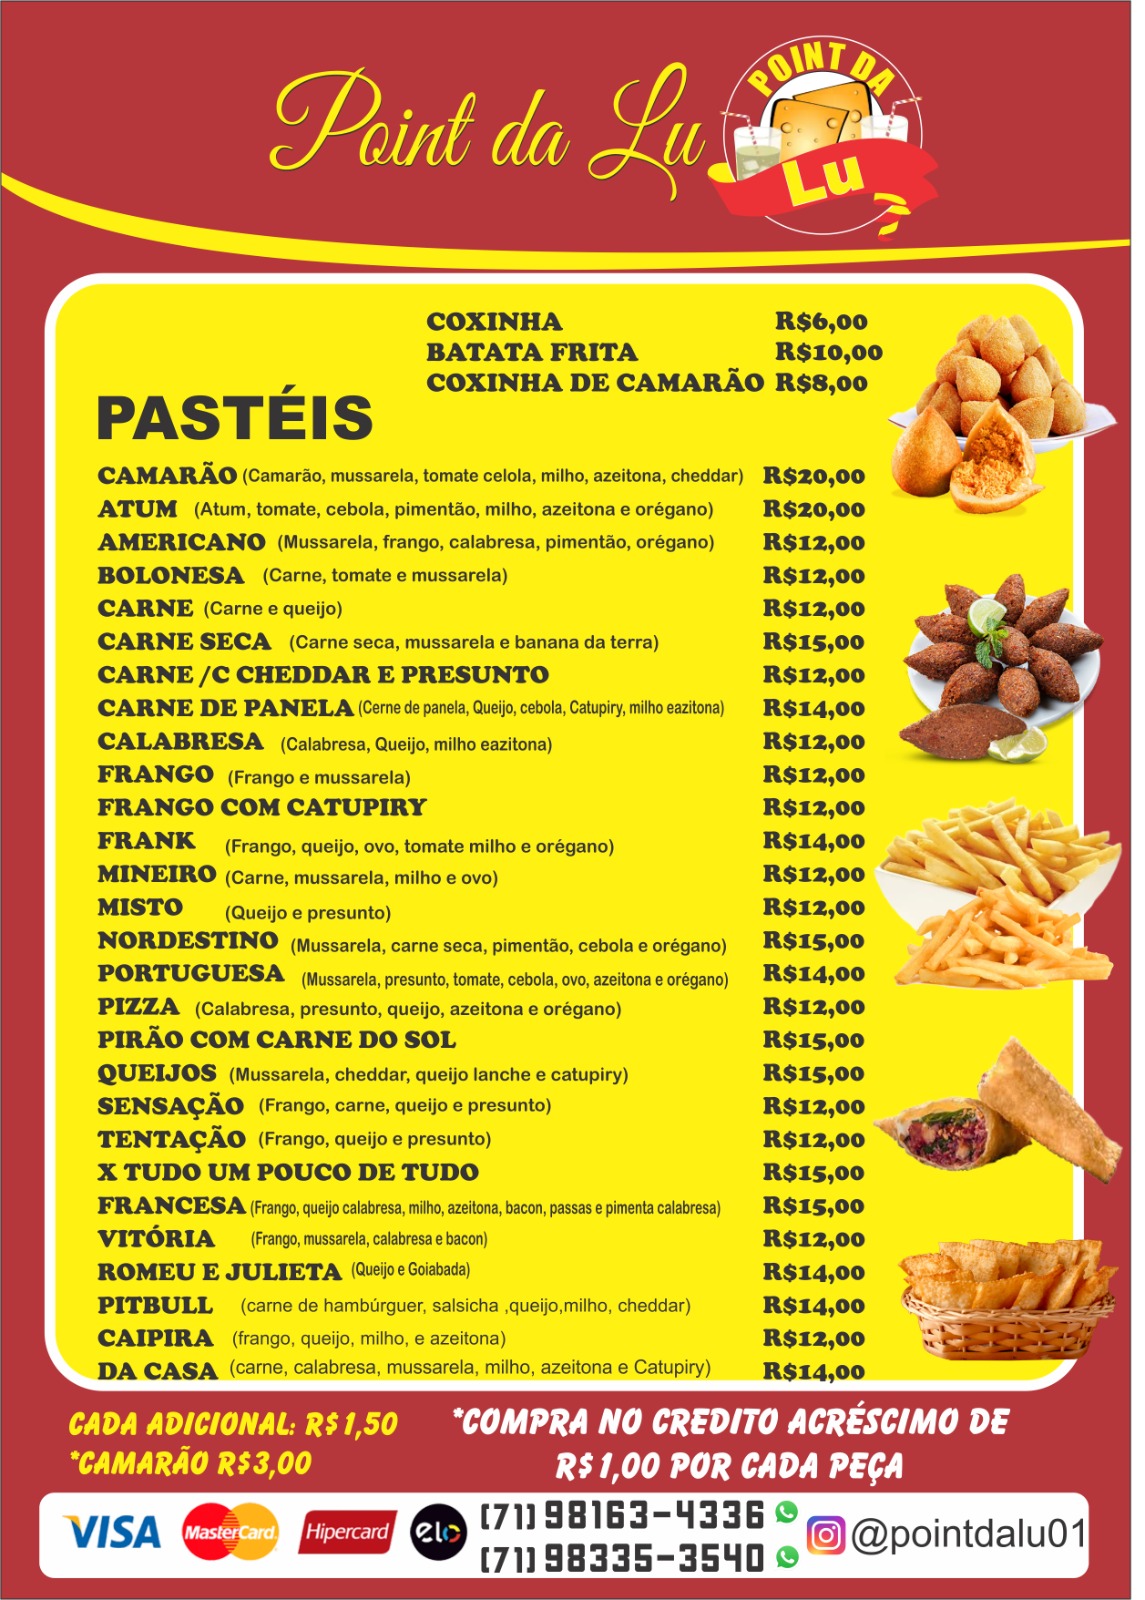 Point da Lu
POINT DA
Lu
COXINHA R$6,00
BATATA FRITA R$10,00
COXINHA DE CAMARÃO R$8,00
PASTÉIS
CAMARÃO (Camarão, mussarela, tomate celola, milho, azeitona, cheddar) R$20,00
ATUM (Atum, tomate, cebola, pimentão, milho, azeitona e orégano) R$20,00
AMERICANO (Mussarela, frango, calabresa, pimentão, orégano) R$12,00
BOLONESA (Carne, tomate e mussarela) R$12,00
CARNE (Carne e queijo) R$12,00
CARNE SECA (Carne seca, mussarela e banana da terra) R$15,00
CARNE /C CHEDDAR E PRESUNTO R$12,00
CARNE DE PANELA (Cerne de panela, Queijo, cebola, Catupiry, milho eazitona) R$14,00
CALABRESA (Calabresa, Queijo, milho eazitona) R$12,00
FRANGO (Frango e mussarela) R$12,00
FRANGO COM CATUPIRY R$12,00
FRANK (Frango, queijo, ovo, tomate milho e orégano) R$14,00
MINEIRO (Carne, mussarela, milho e ovo) R$12,00
MISTO (Queijo e presunto) R$12,00
NORDESTINO (Mussarela, carne seca, pimentão, cebola e orégano) R$15,00
PORTUGUESA (Mussarela, presunto, tomate, cebola, ovo, azeitona e orégano) R$14,00
PIZZA (Calabresa, presunto, queijo, azeitona e orégano) R$12,00
PIRÃO COM CARNE DO SOL R$15,00
QUEIJOS (Mussarela, cheddar, queijo lanche e catupiry) R$15,00
SENSAÇÃO (Frango, carne, queijo e presunto) R$12,00
TENTAÇÃO (Frango, queijo e presunto) R$12,00
X TUDO UM POUCO DE TUDO R$15,00
FRANCESA (Frango, queijo calabresa, milho, azeitona, bacon, passas e pimenta calabresa) R$15,00
VITÓRIA (Frango, mussarela, calabresa e bacon) R$12,00
ROMEU E JULIETA (Queijo e Goiabada) R$14,00
PITBULL (carne de hambúrguer, salsicha ,queijo,milho, cheddar) R$14,00
CAIPIRA (frango, queijo, milho, e azeitona) R$12,00
DA CASA (carne, calabresa, mussarela, milho, azeitona e Catupiry) R$14,00
CADA ADICIONAL: R$1,50
*CAMARÃO R$3,00
*COMPRA NO CREDITO ACRÉSCIMO DE
R$1,00 POR CADA PEÇA
VISA MasterCard Hipercard elo
(71) 98163-4336
(71) 98335-3540
@pointdalu01